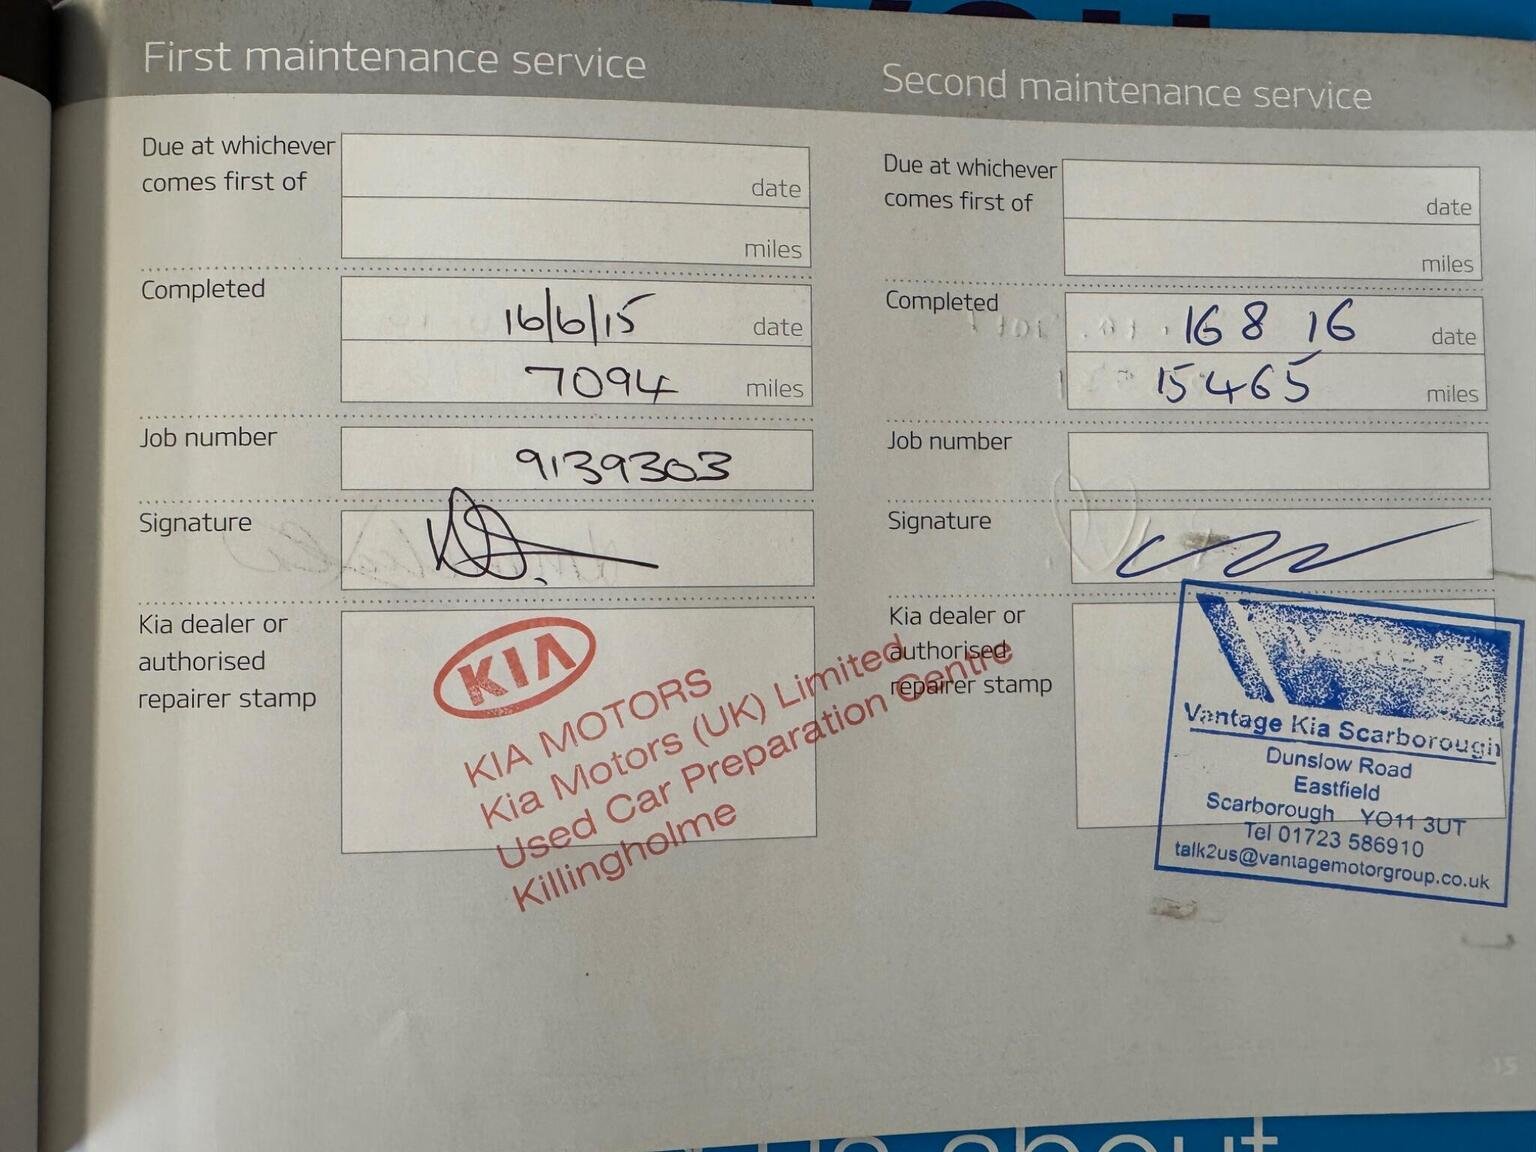 First maintenance service
Due at whichever
comes first of
date
miles
Completed
16/6/15 date
7094 miles
Job number
9139303
Signature
Kia dealer or
authorised
repairer stamp
KIA
KIA MOTORS
Kia Motors (UK) Limited
Used Car Preparation Centre
Killingholme
Second maintenance service
Due at whichever
comes first of
date
miles
Completed
16 8 16 date
15465 miles
Job number
Signature
Kia dealer or
authorised
repairer stamp
Vantage Kia Scarborough
Dunslow Road
Eastfield
Scarborough YO11 3UT
Tel 01723 586910
talk2us@vantagemotorgroup.co.uk
15
about